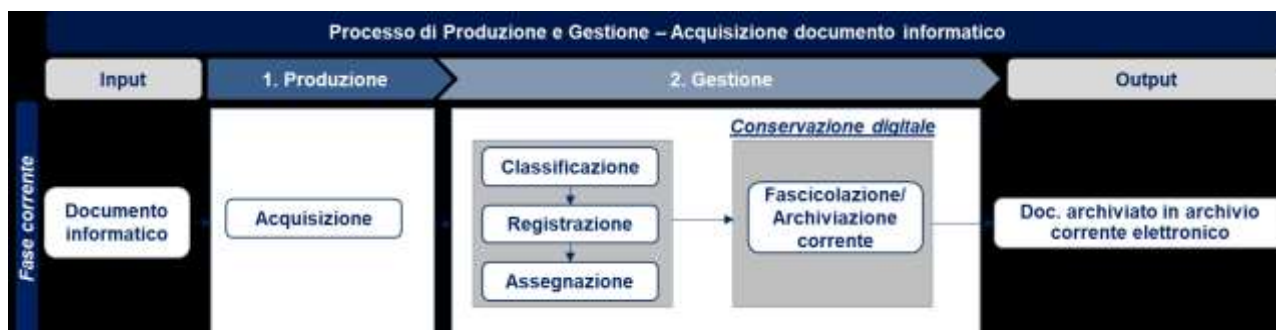 Processo di Produzione e Gestione – Acquisizione documento informatico
Input
1. Produzione
2. Gestione
Output
Fase corrente
Documento
informatico
Acquisizione
Classificazione
Registrazione
Assegnazione
Conservazione digitale
Fascicolazione/
Archiviazione
corrente
Doc. archiviato in archivio
corrente elettronico